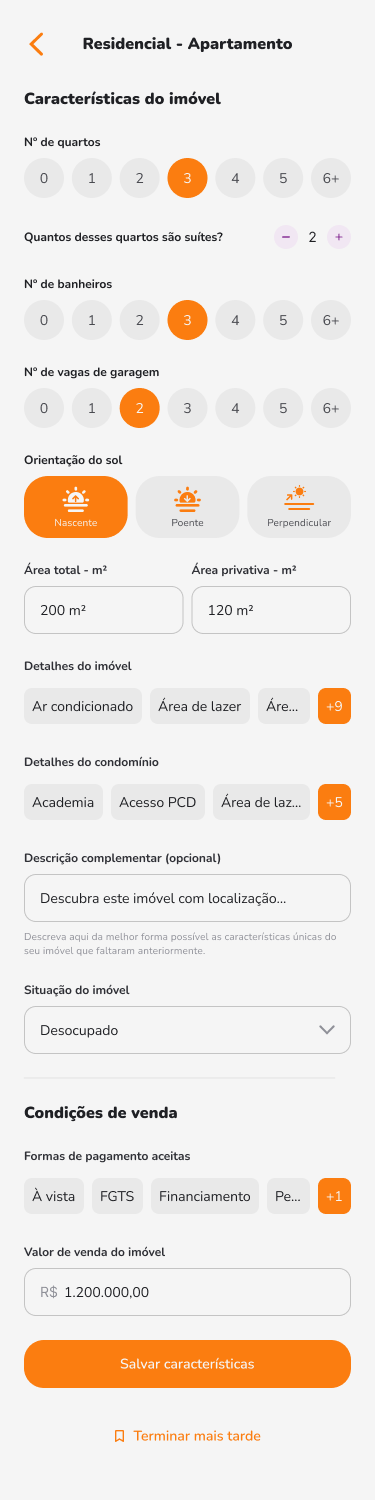 Residencial - Apartamento
Características do imóvel
Nº de quartos
0 1 2 3 4 5 6+
Quantos desses quartos são suítes? − 2 +
Nº de banheiros
0 1 2 3 4 5 6+
Nº de vagas de garagem
0 1 2 3 4 5 6+
Orientação do sol
Nascente Poente Perpendicular
Área total - m² Área privativa - m²
200 m² 120 m²
Detalhes do imóvel
Ar condicionado Área de lazer Áre... +9
Detalhes do condomínio
Academia Acesso PCD Área de laz... +5
Descrição complementar (opcional)
Descubra este imóvel com localização...
Descreva aqui da melhor forma possível as características únicas do
seu imóvel que faltaram anteriormente.
Situação do imóvel
Desocupado
Condições de venda
Formas de pagamento aceitas
À vista FGTS Financiamento Pe... +1
Valor de venda do imóvel
R$ 1.200.000,00
Salvar características
Terminar mais tarde